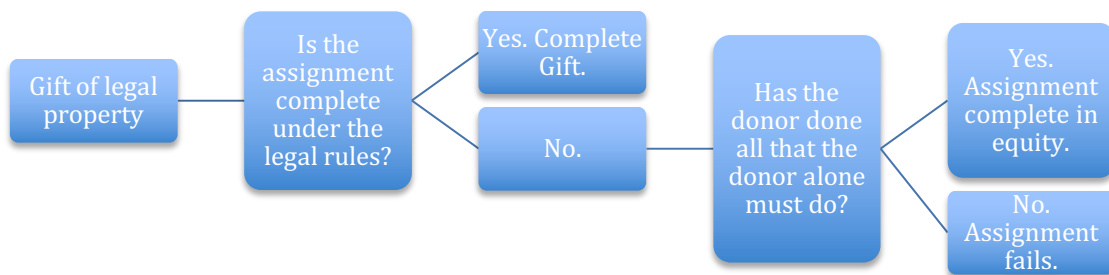 Gift of legal
property
Is the
assignment
complete
under the
legal rules?
Yes. Complete
Gift.
No.
Has the
donor done
all that the
donor alone
must do?
Yes.
Assignment
complete in
equity.
No.
Assignment
fails.